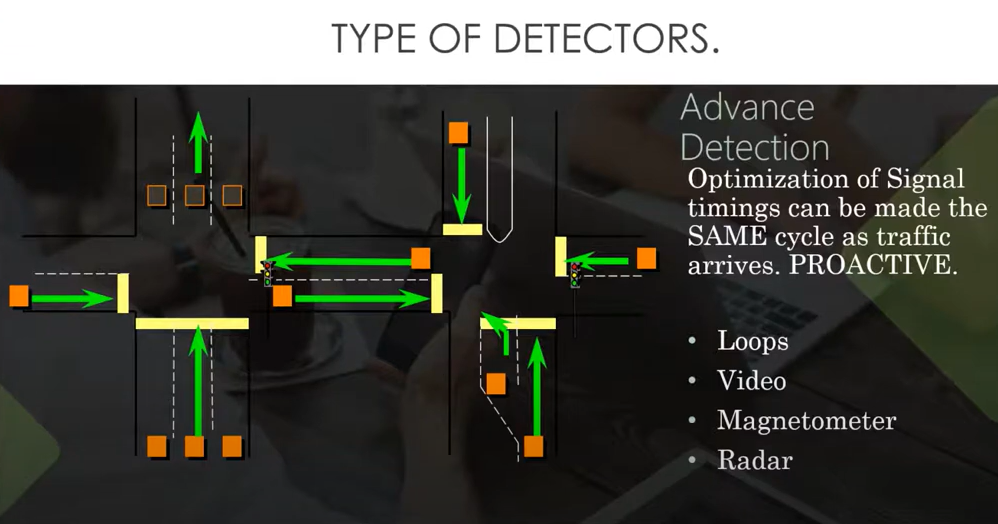 TYPE OF DETECTORS.
Advance
Detection
Optimization of Signal
timings can be made the
SAME cycle as traffic
arrives. PROACTIVE.
• Loops
• Video
• Magnetometer
• Radar